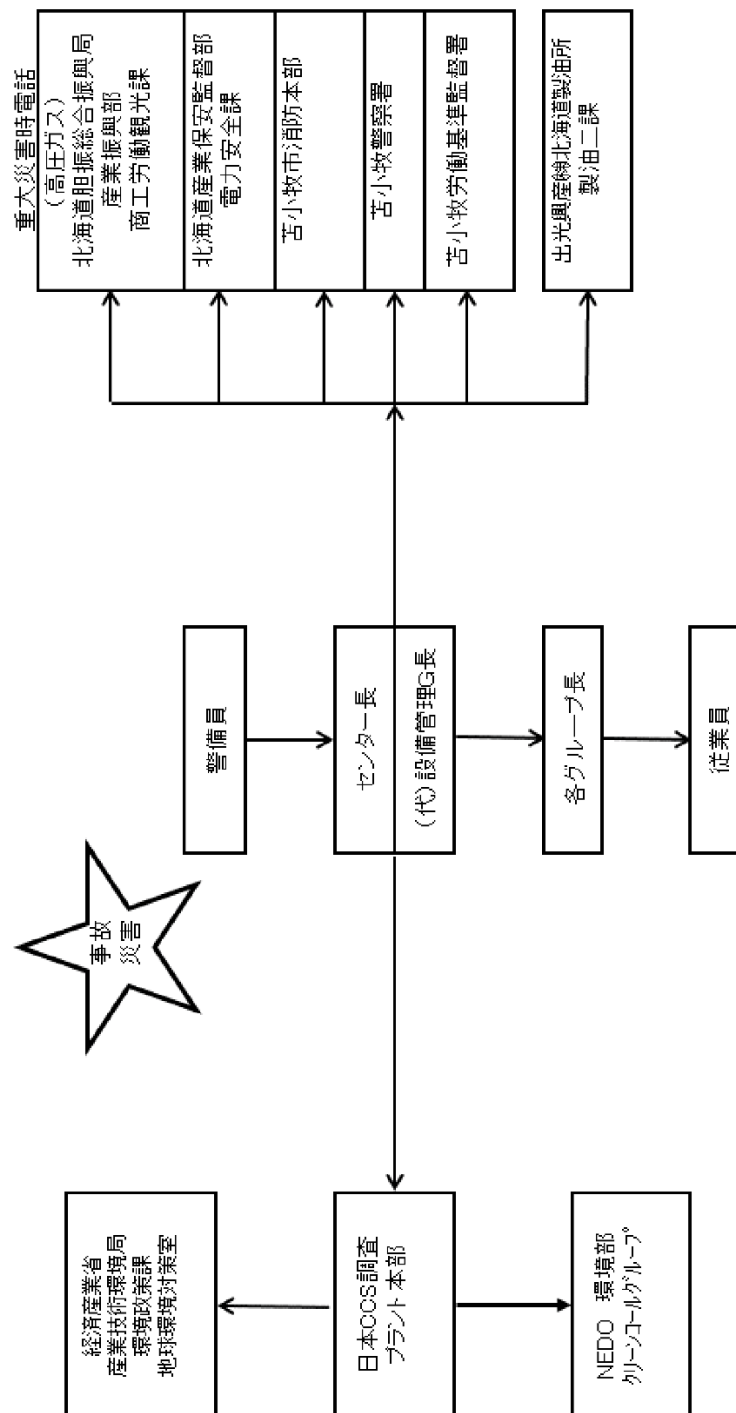 事故
災害
経済産業省
産業技術環境局
環境政策課
地球環境対策室
日本CCS調査
プラント本部
NEDO 環境部
クリーンコールグループ
警備員
センター長
(代)設備管理G長
各グループ長
従業員
重大災害時電話
(高圧ガス)
北海道胆振総合振興局
産業振興部
商工労働観光課
北海道産業保安監督部
電力安全課
苫小牧市消防本部
苫小牧警察署
苫小牧労働基準監督署
出光興産㈱北海道製油所
製油二課